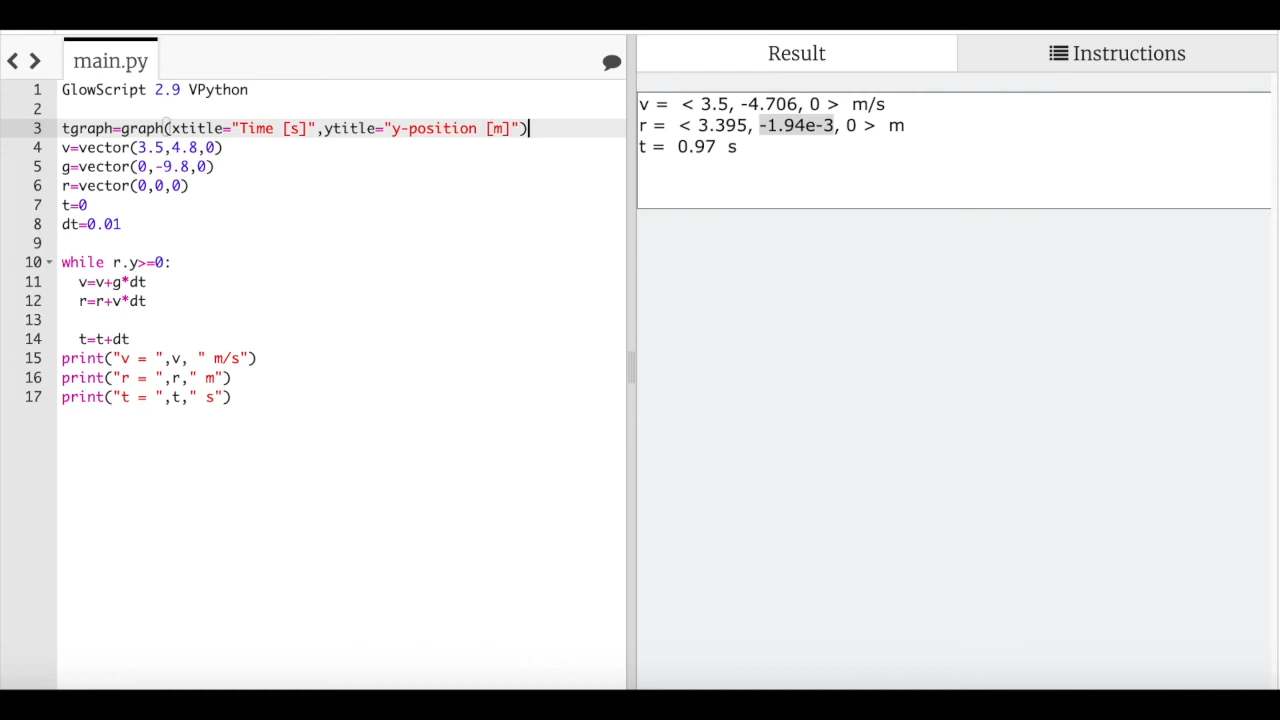 main.py
Result
Instructions
1 GlowScript 2.9 VPython
2
3 tgraph=graph(xtitle="Time [s]",ytitle="y-position [m]")
4 v=vector(3.5,4.8,0)
5 g=vector(0,-9.8,0)
6 r=vector(0,0,0)
7 t=0
8 dt=0.01
9
10 while r.y>=0:
11 v=v+g*dt
12 r=r+v*dt
13
14 t=t+dt
15 print("v = ",v, " m/s")
16 print("r = ",r," m")
17 print("t = ",t," s")
v = < 3.5, -4.706, 0 > m/s
r = < 3.395, -1.94e-3, 0 > m
t = 0.97 s